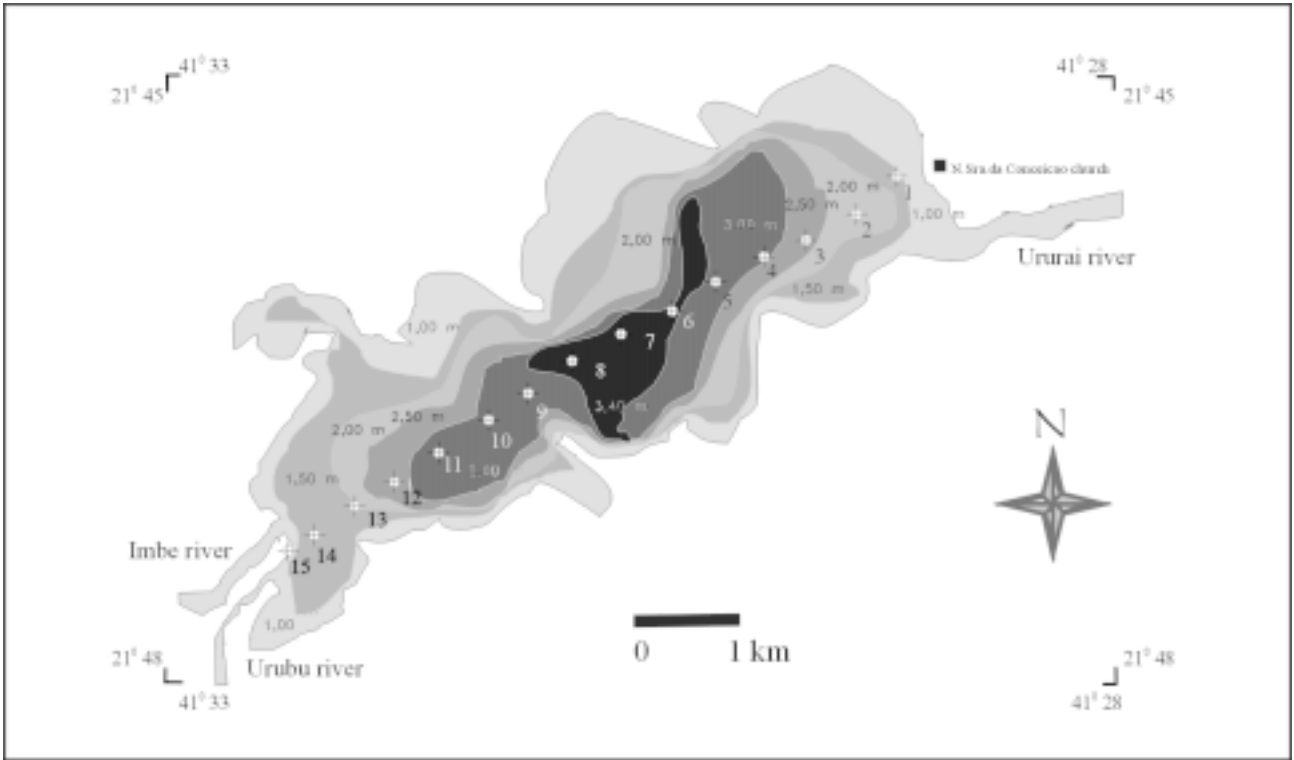 41° 33
21° 45
41° 28
21° 45
N. Sra. da Conceicao church
2,00 m
1
2,50 m
1,00 m
2
3,00 m
2,00 m
3
Ururai river
4
1,50 m
5
6
1,00 m
7
8
9
3,40 m
2,50 m
N
2,00 m
10
11
3,00
1,50 m
12
13
Imbe river
14
15
1,00
0 1 km
21° 48
Urubu river
21° 48
41° 33
41° 28